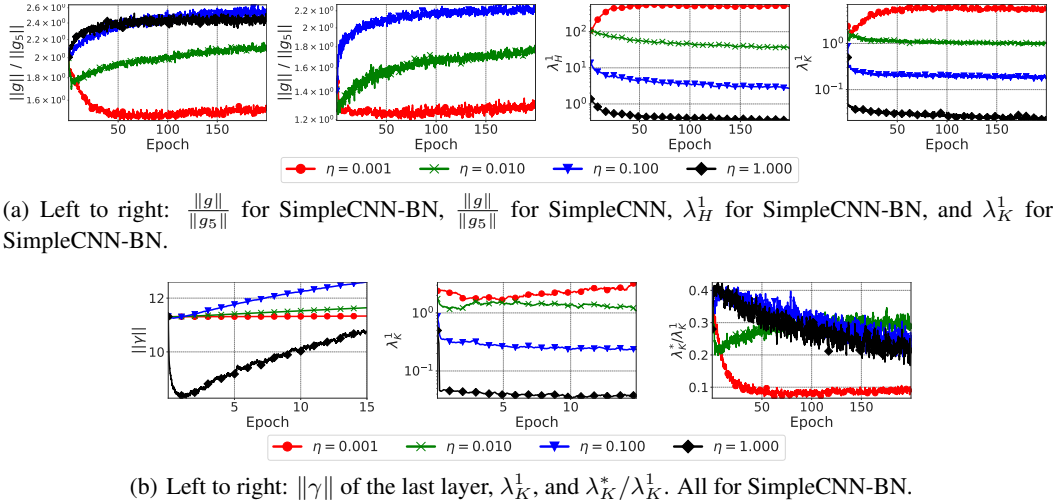 2.6 × 10⁰
2.4 × 10⁰
2.2 × 10⁰
2 × 10⁰
1.8 × 10⁰
1.6 × 10⁰
||g|| / ||g₅||
50 100 150
Epoch
2.2 × 10⁰
2 × 10⁰
1.8 × 10⁰
1.6 × 10⁰
1.4 × 10⁰
1.2 × 10⁰
||g|| / ||g₅||
50 100 150
Epoch
10²
10¹
10⁰
λ¹_H
50 100 150
Epoch
10⁰
10⁻¹
λ¹_K
50 100 150
Epoch
η = 0.001 η = 0.010 η = 0.100 η = 1.000
(a) Left to right: ‖g‖/‖g₅‖ for SimpleCNN-BN, ‖g‖/‖g₅‖ for SimpleCNN, λ¹_H for SimpleCNN-BN, and λ¹_K for
SimpleCNN-BN.
12
10
||γ||
5 10 15
Epoch
10⁰
10⁻¹
λ¹_K
5 10
Epoch
0.4
0.3
0.2
0.1
λ*_K/λ¹_K
50 100 150
Epoch
η = 0.001 η = 0.010 η = 0.100 η = 1.000
(b) Left to right: ‖γ‖ of the last layer, λ¹_K, and λ*_K/λ¹_K. All for SimpleCNN-BN.